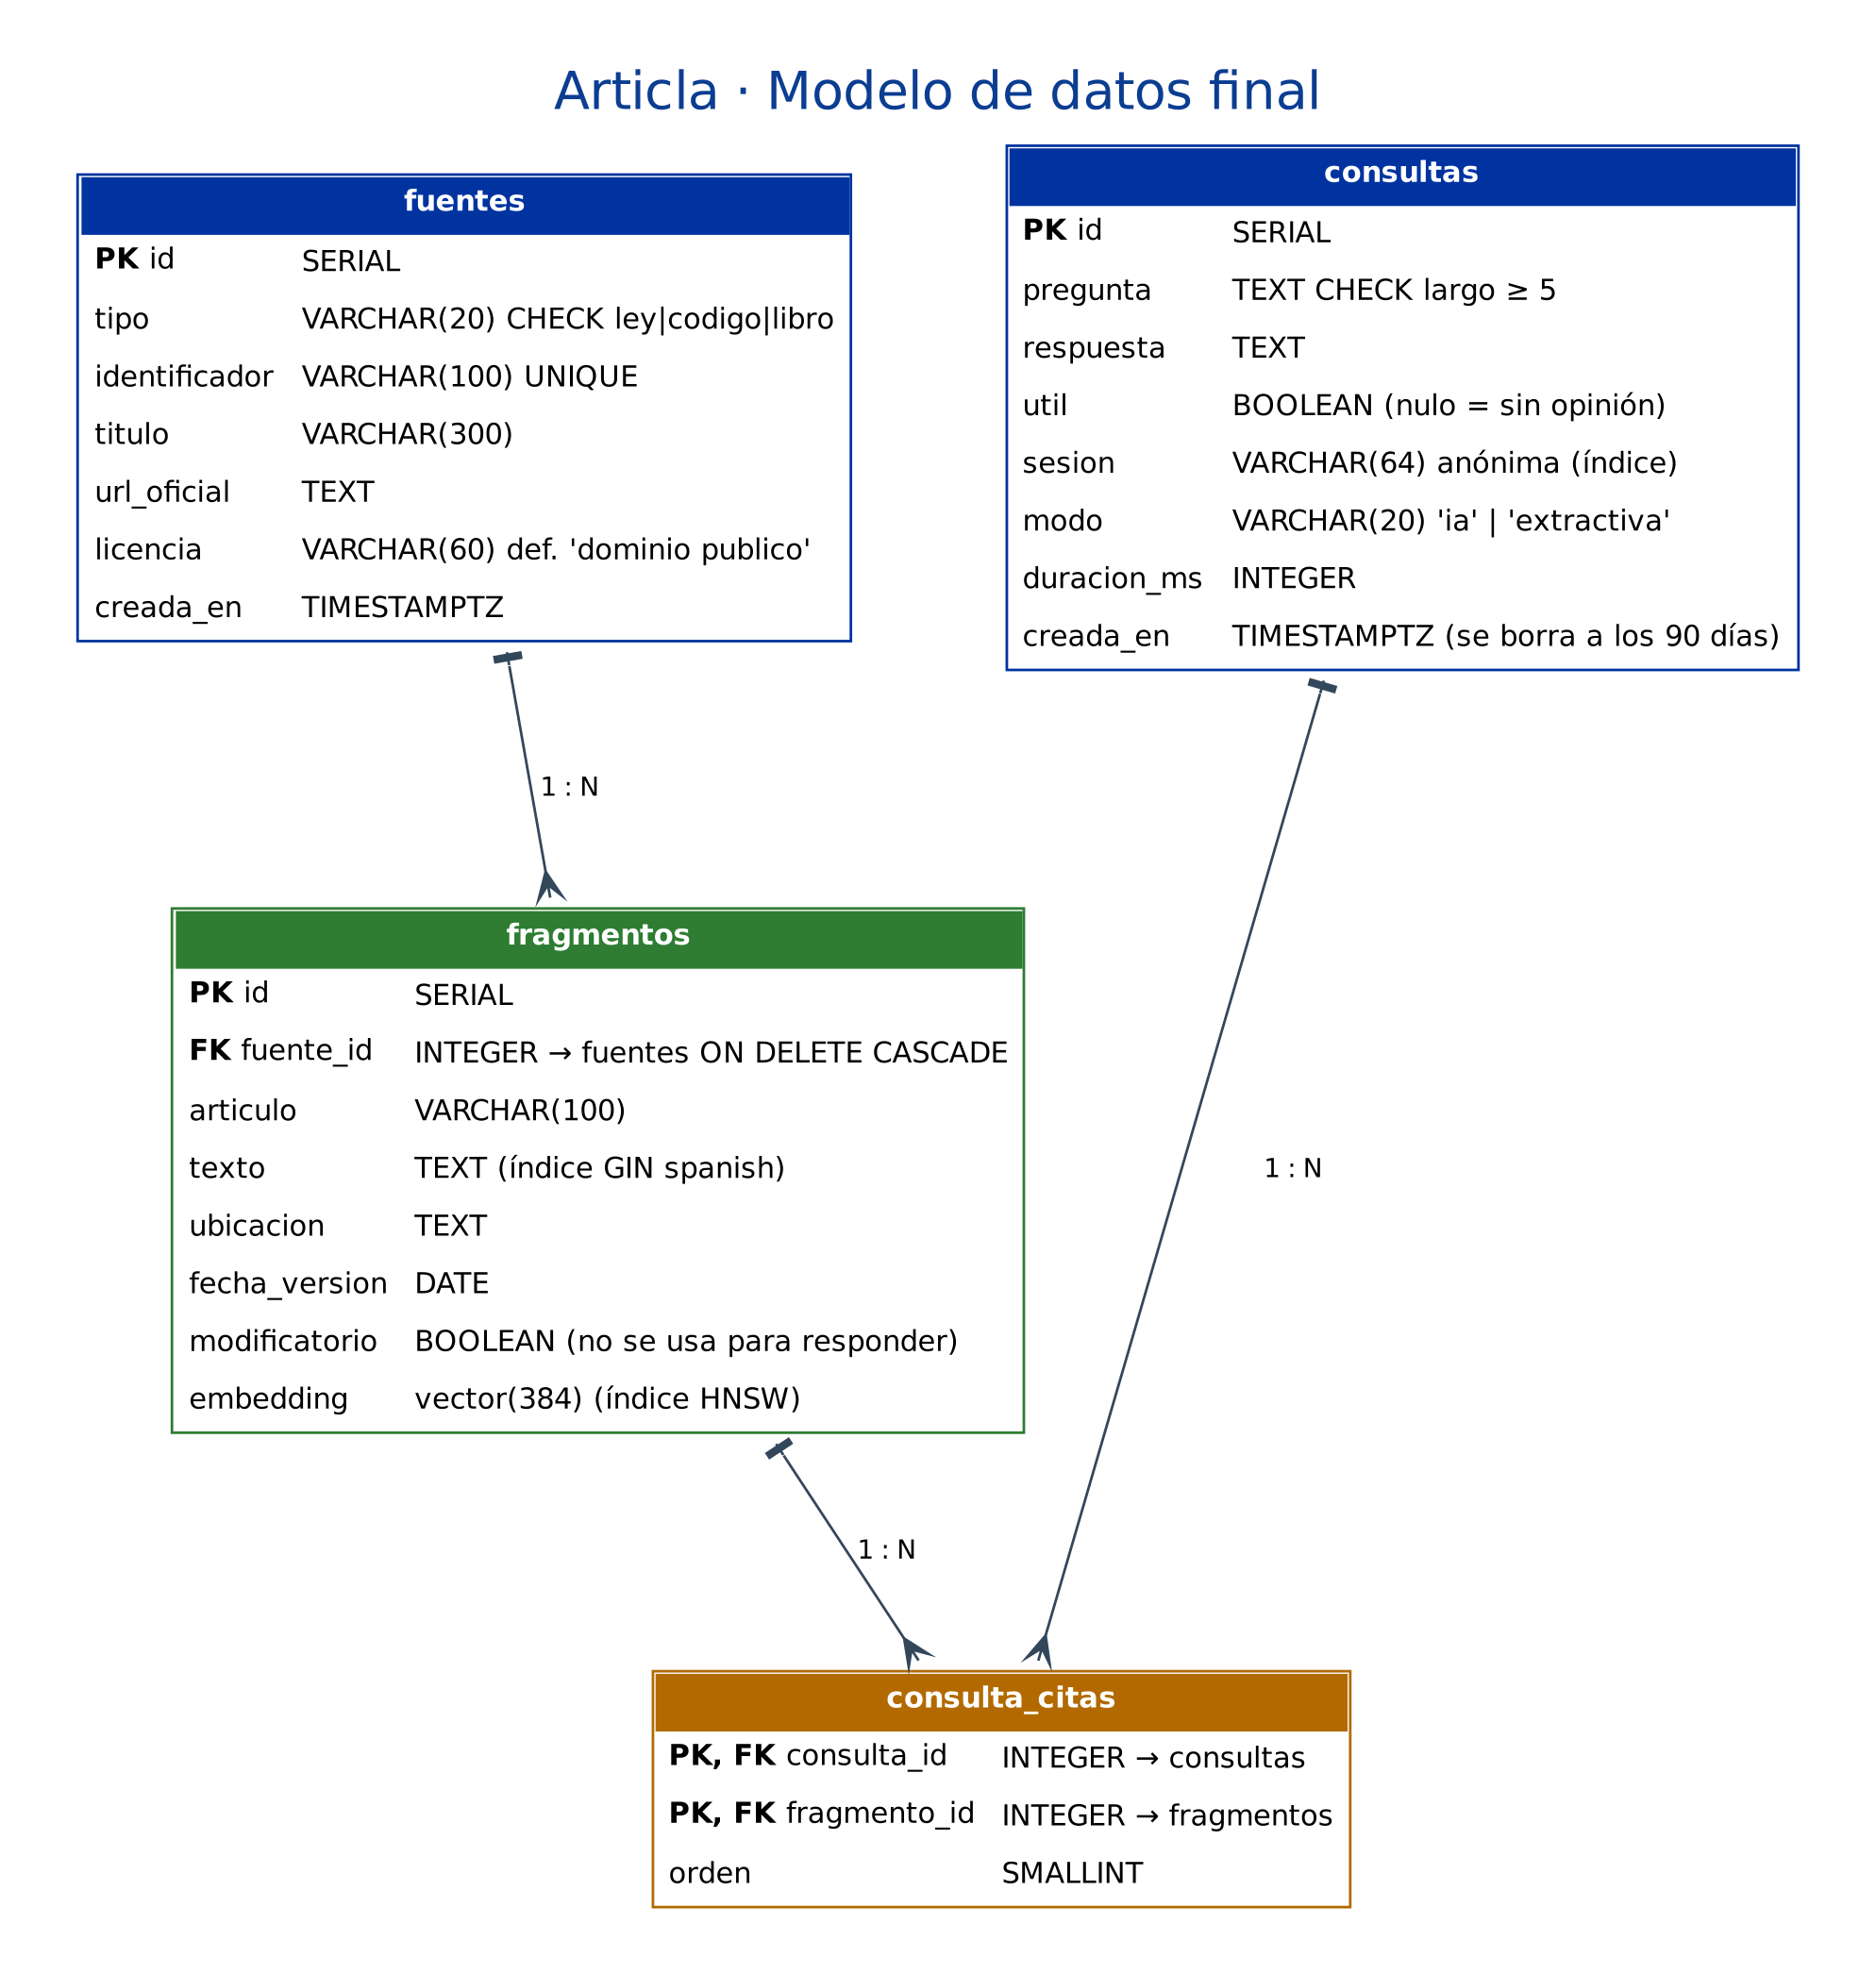 Articla · Modelo de datos final
fuentes
PK id SERIAL
tipo VARCHAR(20) CHECK ley|codigo|libro
identificador VARCHAR(100) UNIQUE
titulo VARCHAR(300)
url_oficial TEXT
licencia VARCHAR(60) def. 'dominio publico'
creada_en TIMESTAMPTZ
consultas
PK id SERIAL
pregunta TEXT CHECK largo ≥ 5
respuesta TEXT
util BOOLEAN (nulo = sin opinión)
sesion VARCHAR(64) anónima (índice)
modo VARCHAR(20) 'ia' | 'extractiva'
duracion_ms INTEGER
creada_en TIMESTAMPTZ (se borra a los 90 días)
1 : N
fragmentos
PK id SERIAL
FK fuente_id INTEGER → fuentes ON DELETE CASCADE
articulo VARCHAR(100)
texto TEXT (índice GIN spanish)
ubicacion TEXT
fecha_version DATE
modificatorio BOOLEAN (no se usa para responder)
embedding vector(384) (índice HNSW)
1 : N
1 : N
consulta_citas
PK, FK consulta_id INTEGER → consultas
PK, FK fragmento_id INTEGER → fragmentos
orden SMALLINT